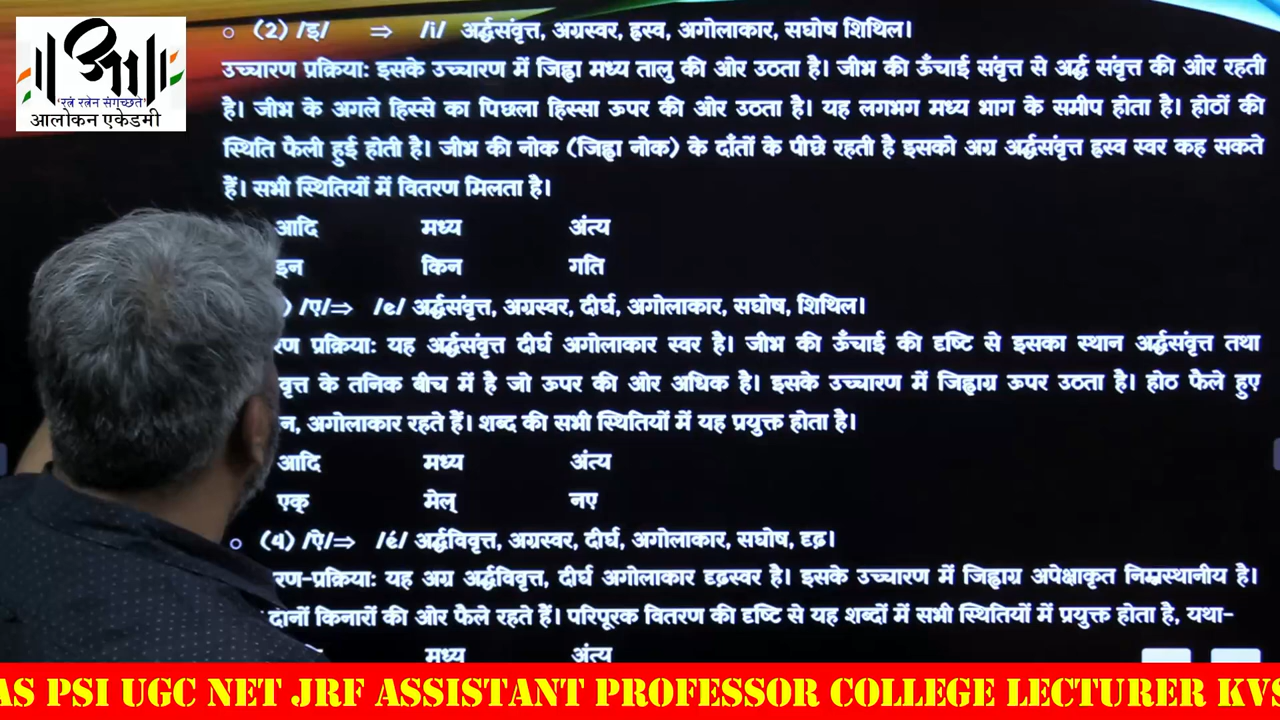 'रत्नं रत्नेन संगच्छते'
आलोकन एकेडमी
(2) /इ/ ⇒ /i/ अर्द्धसंवृत्त, अग्रस्वर, ह्रस्व, अगोलाकार, सघोष शिथिल।
उच्चारण प्रक्रिया: इसके उच्चारण में जिह्वा मध्य तालु की ओर उठता है। जीभ की ऊँचाई संवृत्त से अर्द्ध संवृत्त की ओर रहती
है। जीभ के अगले हिस्से का पिछला हिस्सा ऊपर की ओर उठता है। यह लगभग मध्य भाग के समीप होता है। होठों की
स्थिति फैली हुई होती है। जीभ की नोक (जिह्वा नोक) के दाँतों के पीछे रहती है इसको अग्र अर्द्धसंवृत्त ह्रस्व स्वर कह सकते
हैं। सभी स्थितियों में वितरण मिलता है।
आदि मध्य अंत्य
इन किन गति
) /ए/⇒ /e/ अर्द्धसंवृत्त, अग्रस्वर, दीर्घ, अगोलाकार, सघोष, शिथिल।
रण प्रक्रिया: यह अर्द्धसंवृत्त दीर्घ अगोलाकार स्वर है। जीभ की ऊँचाई की दृष्टि से इसका स्थान अर्द्धसंवृत्त तथा
वृत्त के तनिक बीच में है जो ऊपर की ओर अधिक है। इसके उच्चारण में जिह्वाग्र ऊपर उठता है। होठ फैले हुए
न, अगोलाकार रहते हैं। शब्द की सभी स्थितियों में यह प्रयुक्त होता है।
आदि मध्य अंत्य
एक् मेल् नए
(4) /ऐ/⇒ /é/ अर्द्धविवृत्त, अग्रस्वर, दीर्घ, अगोलाकार, सघोष, दृढ़।
रण-प्रक्रिया: यह अग्र अर्द्धविवृत्त, दीर्घ अगोलाकार दृढ़स्वर है। इसके उच्चारण में जिह्वाग्र अपेक्षाकृत निम्नस्थानीय है।
दोनों किनारों की ओर फैले रहते हैं। परिपूरक वितरण की दृष्टि से यह शब्दों में सभी स्थितियों में प्रयुक्त होता है, यथा-
मध्य अंत्य
AS PSI UGC NET JRF ASSISTANT PROFESSOR COLLEGE LECTURER KVS